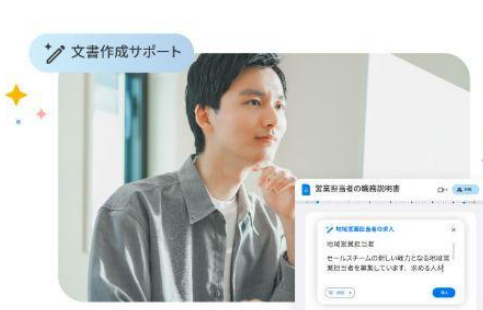 文書作成サポート
営業担当者の職務説明書
地域営業担当者の求人
地域営業担当者
セールスチームの新しい戦力となる地域営
業担当者を募集しています。求める人材